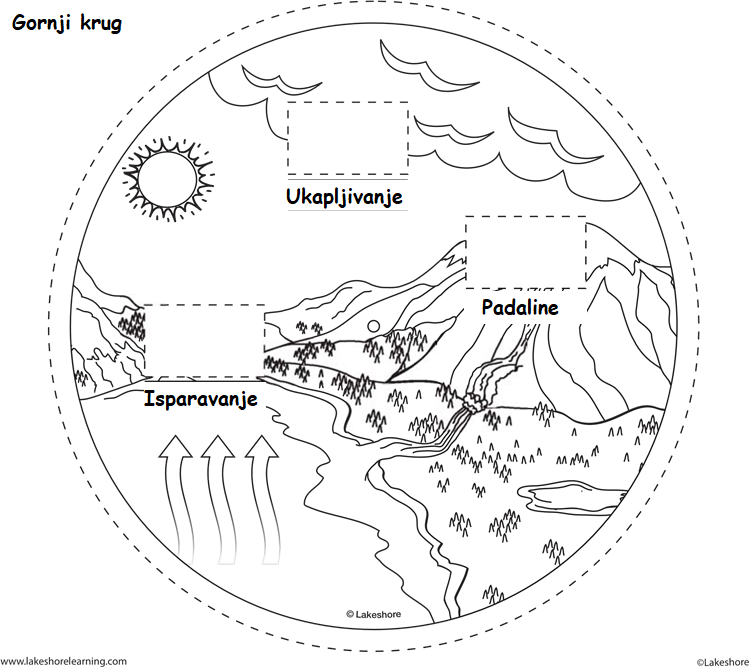 Gornji krug
Ukapljivanje
Padaline
Isparavanje
© Lakeshore
www.lakeshorelearning.com
©Lakeshore